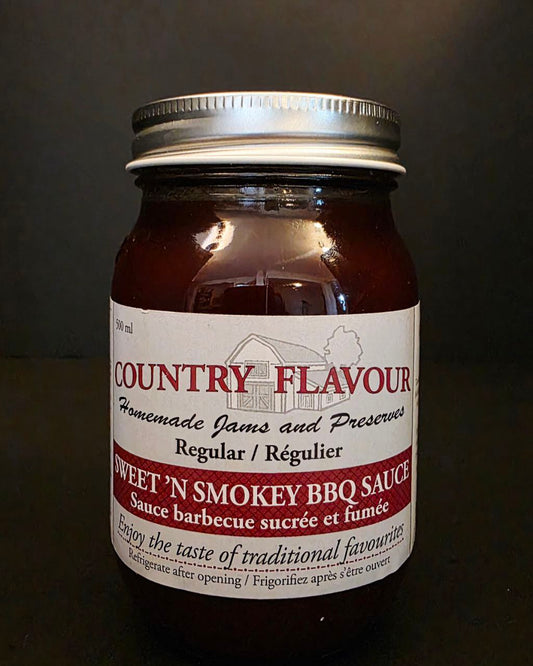 500 ml
COUNTRY FLAVOUR
Homemade Jams and Preserves
Regular / Régulier
SWEET 'N SMOKEY BBQ SAUCE
Sauce barbecue sucrée et fumée
Enjoy the taste of traditional favourites
Refrigerate after opening / Frigorifiez après s'être ouvert